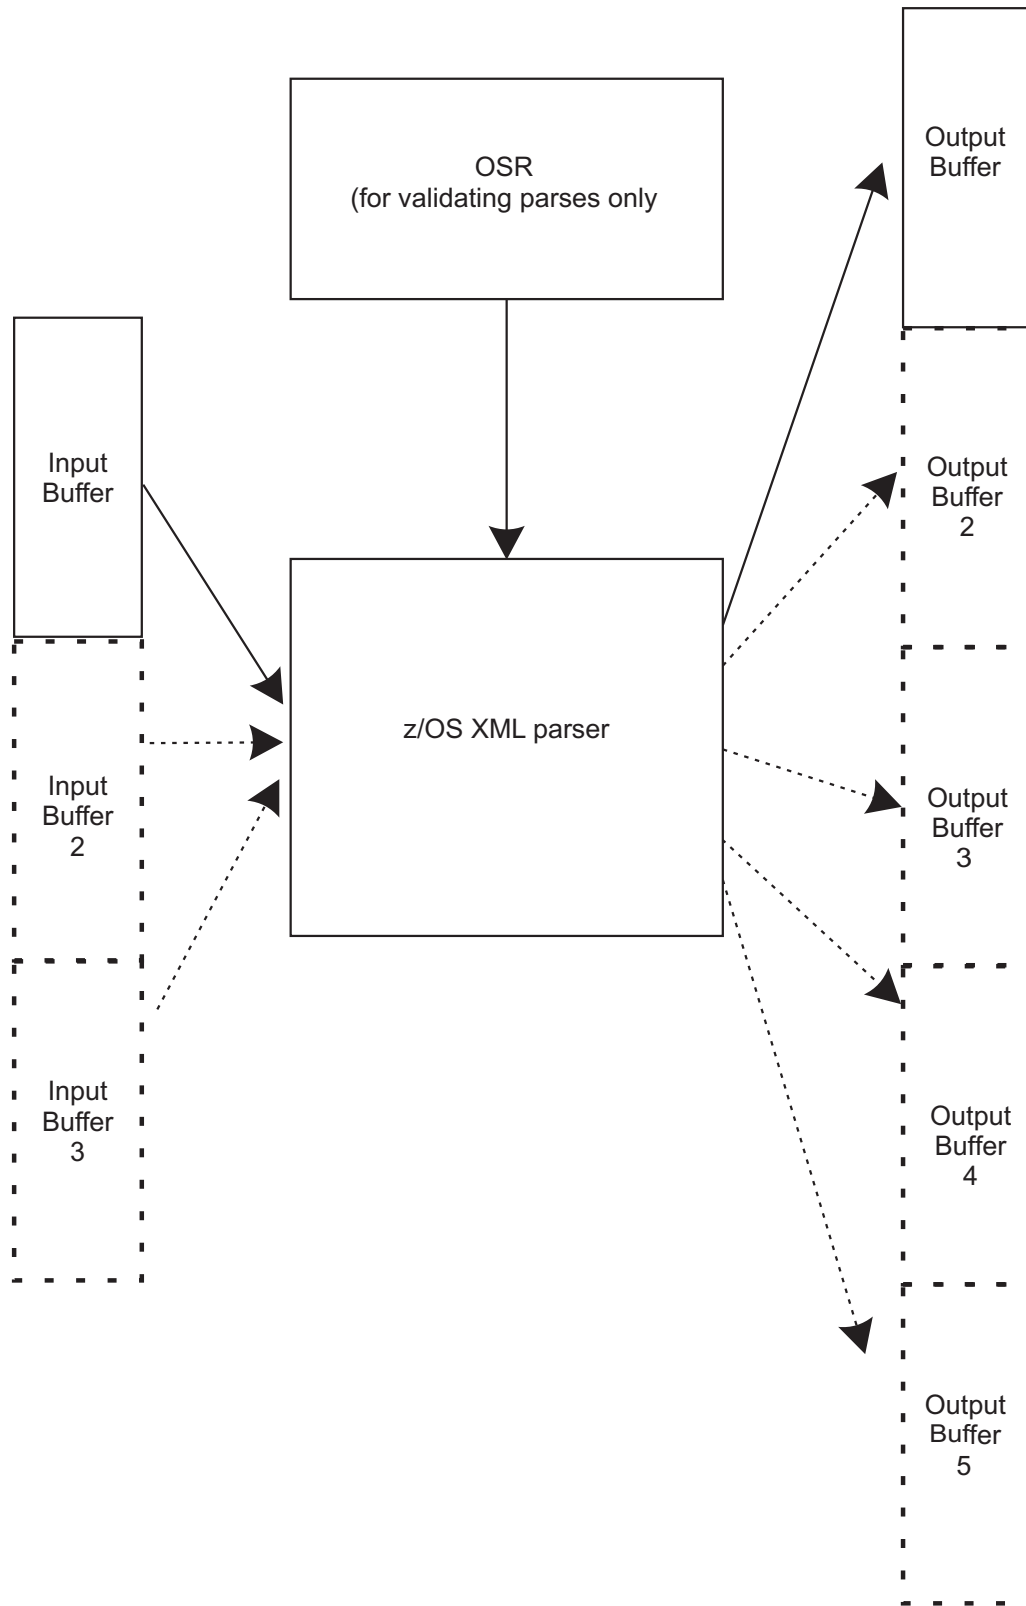 OSR
(for validating parses only
Input
Buffer
Input
Buffer
2
Input
Buffer
3
z/OS XML parser
Output
Buffer
Output
Buffer
2
Output
Buffer
3
Output
Buffer
4
Output
Buffer
5